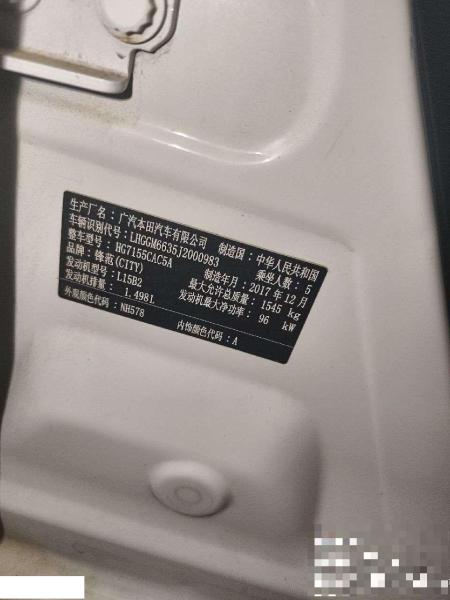 生产厂名：广汽本田汽车有限公司 制造国：中华人民共和国
车辆识别代号：LHGGM6635J2000983 乘坐人数：5
整车型号：HG7155CAC5A 制造年月：2017年12月
品牌：锋范(CITY) 最大允许总质量：1545 kg
发动机型号：L15B2 发动机最大净功率：96 kW
发动机排量：1.498L
外观颜色代码：NH578 内饰颜色代码：A